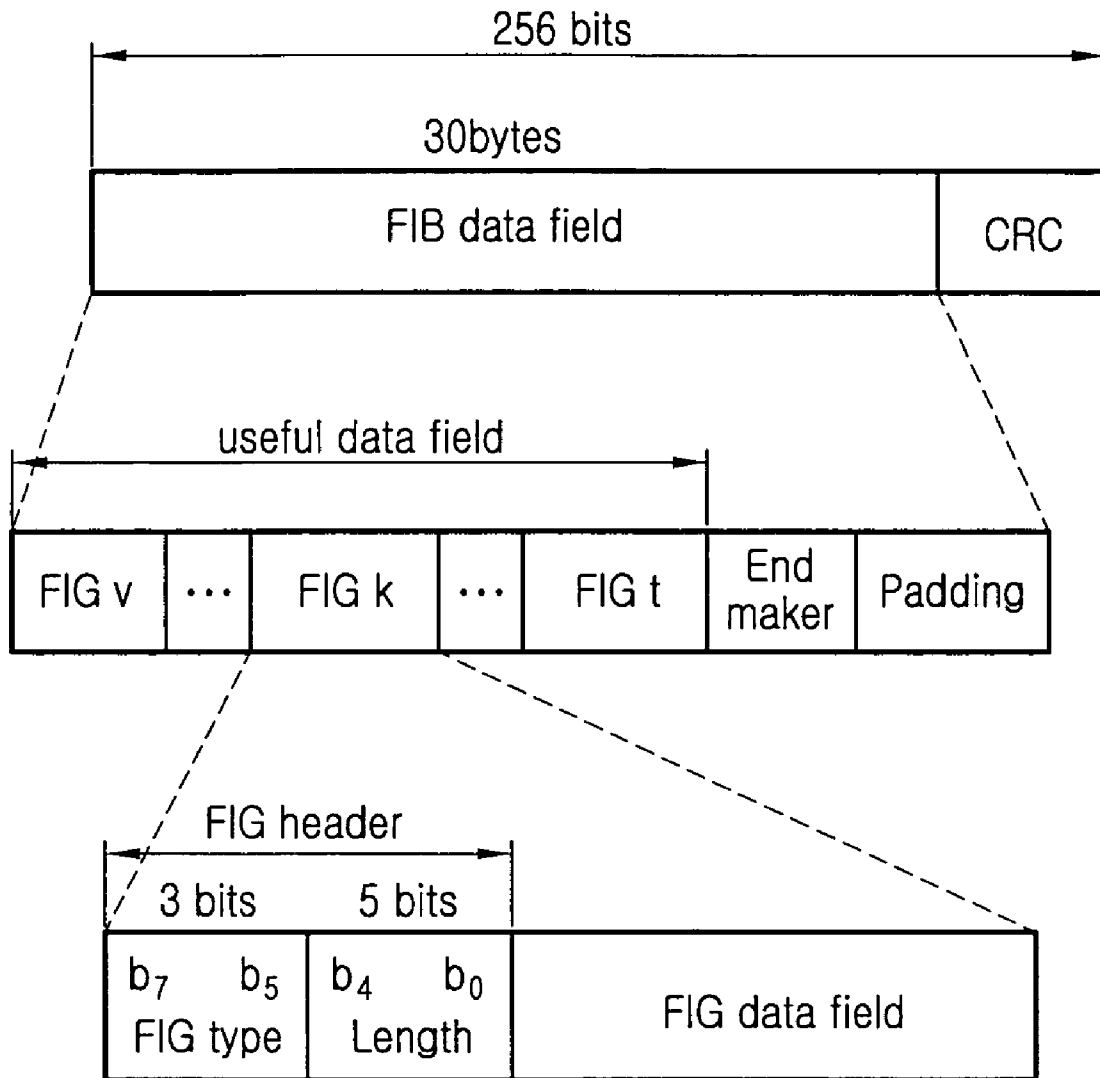 256 bits
30bytes
FIB data field CRC
useful data field
FIG v ... FIG k ... FIG t End maker Padding
FIG header
3 bits 5 bits
b7 b5 b4 b0
FIG type Length FIG data field